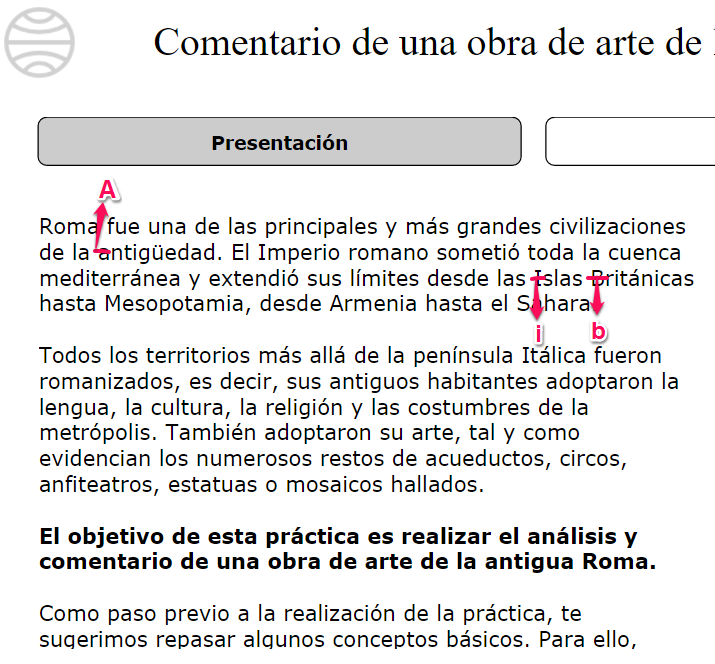 Comentario de una obra de arte de
Presentación
A
Roma fue una de las principales y más grandes civilizaciones
de la antigüedad. El Imperio romano sometió toda la cuenca
mediterránea y extendió sus límites desde las Islas Británicas
hasta Mesopotamia, desde Armenia hasta el Sahara.
i b
Todos los territorios más allá de la península Itálica fueron
romanizados, es decir, sus antiguos habitantes adoptaron la
lengua, la cultura, la religión y las costumbres de la
metrópolis. También adoptaron su arte, tal y como
evidencian los numerosos restos de acueductos, circos,
anfiteatros, estatuas o mosaicos hallados.
El objetivo de esta práctica es realizar el análisis y
comentario de una obra de arte de la antigua Roma.
Como paso previo a la realización de la práctica, te
sugerimos repasar algunos conceptos básicos. Para ello,